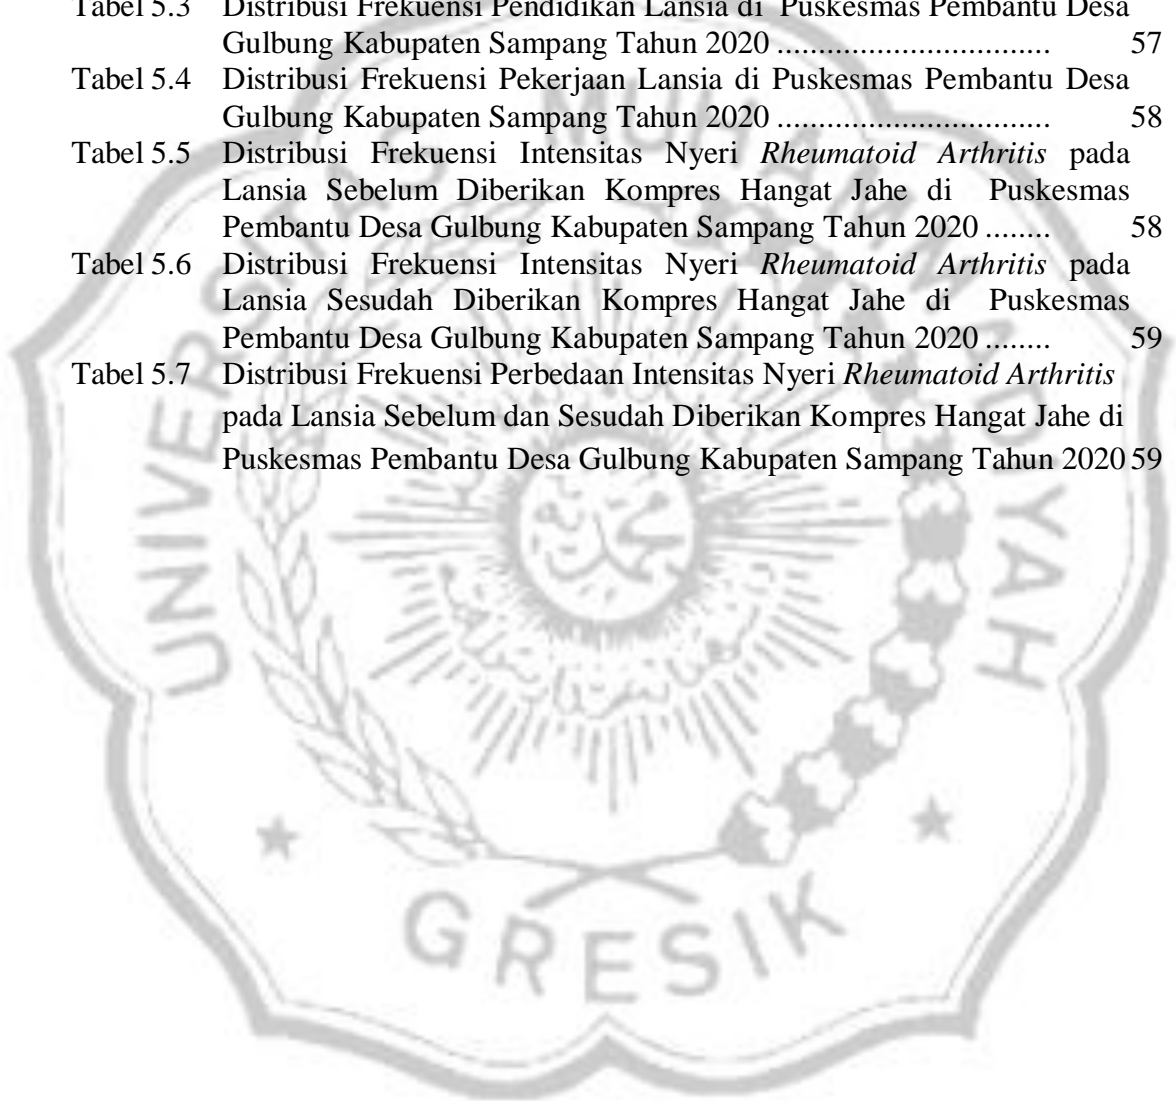 Tabel 5.3 Distribusi Frekuensi Pendidikan Lansia di Puskesmas Pembantu Desa
Gulbung Kabupaten Sampang Tahun 2020 ................................. 57
Tabel 5.4 Distribusi Frekuensi Pekerjaan Lansia di Puskesmas Pembantu Desa
Gulbung Kabupaten Sampang Tahun 2020 ................................. 58
Tabel 5.5 Distribusi Frekuensi Intensitas Nyeri Rheumatoid Arthritis pada
Lansia Sebelum Diberikan Kompres Hangat Jahe di Puskesmas
Pembantu Desa Gulbung Kabupaten Sampang Tahun 2020 ........ 58
Tabel 5.6 Distribusi Frekuensi Intensitas Nyeri Rheumatoid Arthritis pada
Lansia Sesudah Diberikan Kompres Hangat Jahe di Puskesmas
Pembantu Desa Gulbung Kabupaten Sampang Tahun 2020 ........ 59
Tabel 5.7 Distribusi Frekuensi Perbedaan Intensitas Nyeri Rheumatoid Arthritis
pada Lansia Sebelum dan Sesudah Diberikan Kompres Hangat Jahe di
Puskesmas Pembantu Desa Gulbung Kabupaten Sampang Tahun 2020 59
UNIVERSITAS MUHAMMADIYAH
GRESIK